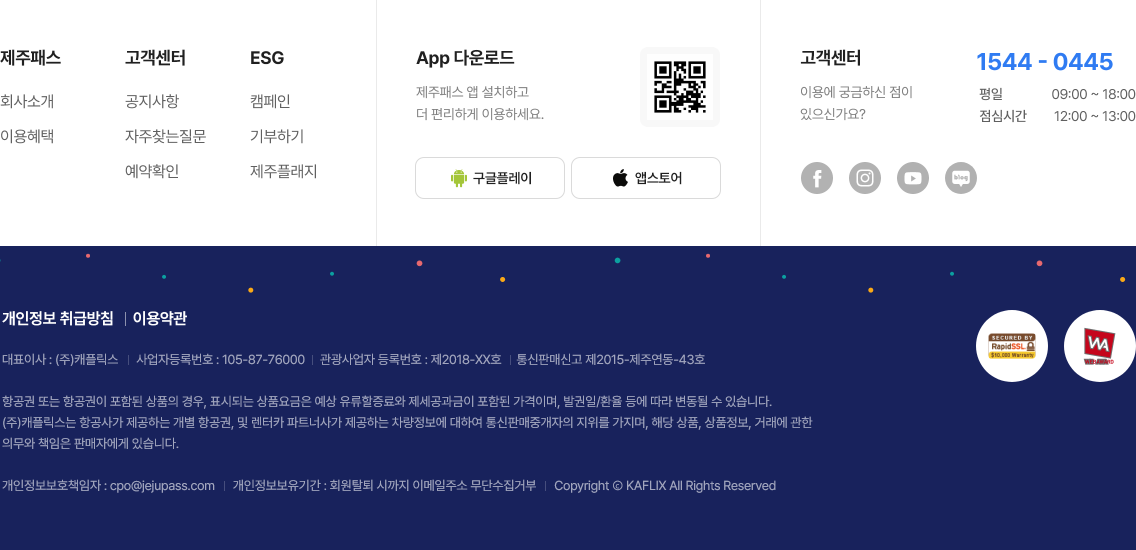 제주패스
회사소개
이용혜택
고객센터
공지사항
자주찾는질문
예약확인
ESG
캠페인
기부하기
제주플래지
App 다운로드
제주패스 앱 설치하고
더 편리하게 이용하세요.
구글플레이
앱스토어
고객센터
이용에 궁금하신 점이
있으신가요?
1544 - 0445
평일 09:00 ~ 18:00
점심시간 12:00 ~ 13:00
blog
개인정보 취급방침 | 이용약관
대표이사 : (주)캐플릭스 | 사업자등록번호 : 105-87-76000 | 관광사업자 등록번호 : 제2018-XX호 | 통신판매신고 제2015-제주연동-43호
항공권 또는 항공권이 포함된 상품의 경우, 표시되는 상품요금은 예상 유류할증료와 제세공과금이 포함된 가격이며, 발권일/환율 등에 따라 변동될 수 있습니다.
(주)캐플릭스는 항공사가 제공하는 개별 항공권, 및 렌터카 파트너사가 제공하는 차량정보에 대하여 통신판매중개자의 지위를 가지며, 해당 상품, 상품정보, 거래에 관한
의무와 책임은 판매자에게 있습니다.
개인정보보호책임자 : cpo@jejupass.com | 개인정보보유기간 : 회원탈퇴 시까지 이메일주소 무단수집거부 | Copyright © KAFLIX All Rights Reserved
SECURED BY
RapidSSL
$10,000 Warranty
WA